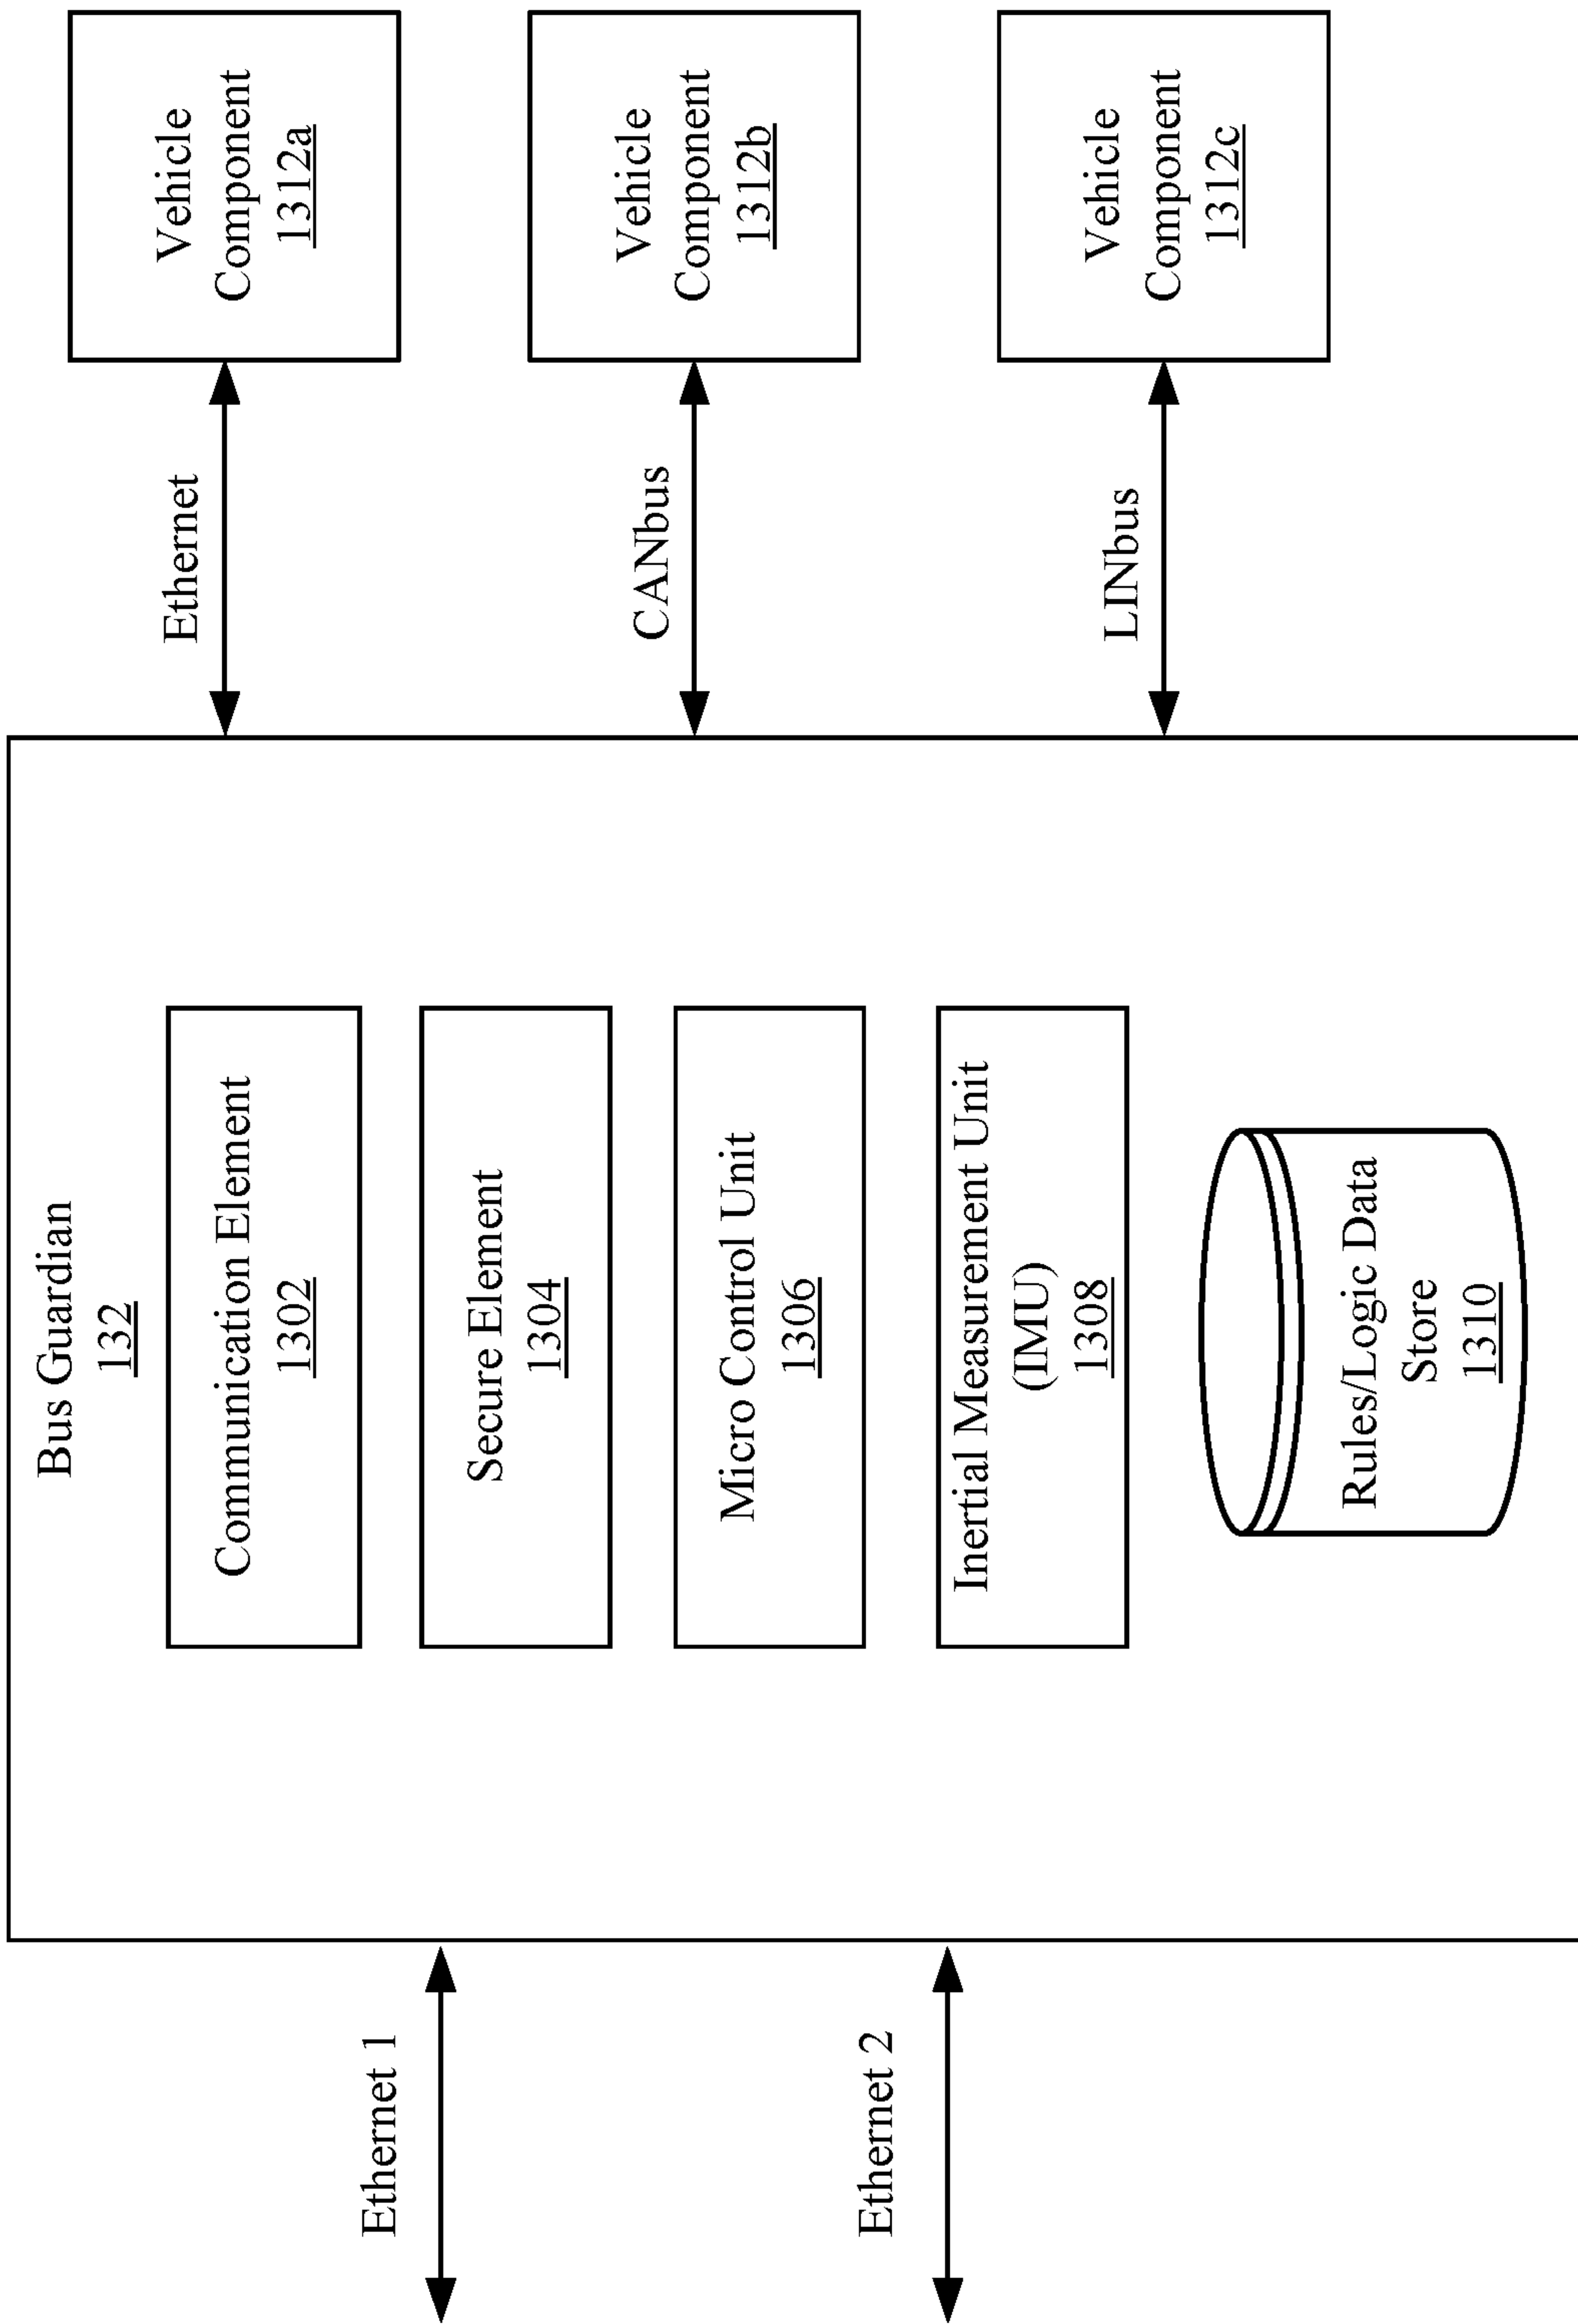 Bus Guardian
132
Communication Element
1302
Secure Element
1304
Micro Control Unit
1306
Inertial Measurement Unit
(IMU)
1308
Rules/Logic Data
Store
1310
Ethernet 1
Ethernet 2
Ethernet
CANbus
LINbus
Vehicle
Component
1312a
Vehicle
Component
1312b
Vehicle
Component
1312c